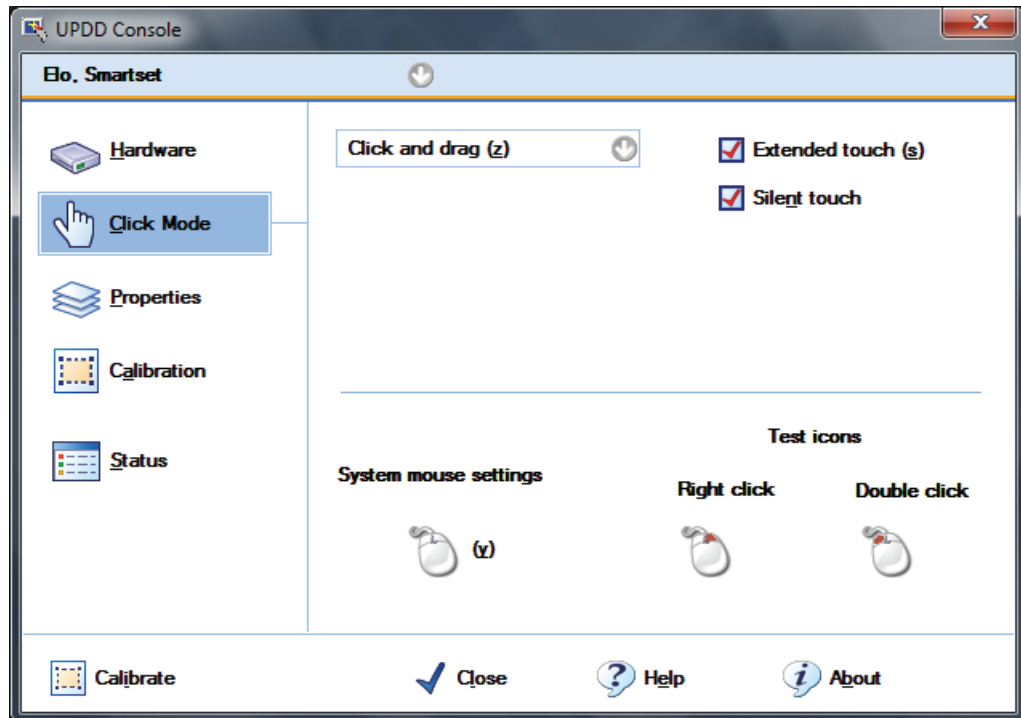 UPDD Console
Elo, Smartset
Hardware
Click Mode
Properties
Calibration
Status
Click and drag (z)
Extended touch (s)
Silent touch
Test icons
System mouse settings
Right click
Double click
(y)
Calibrate
Close
Help
About